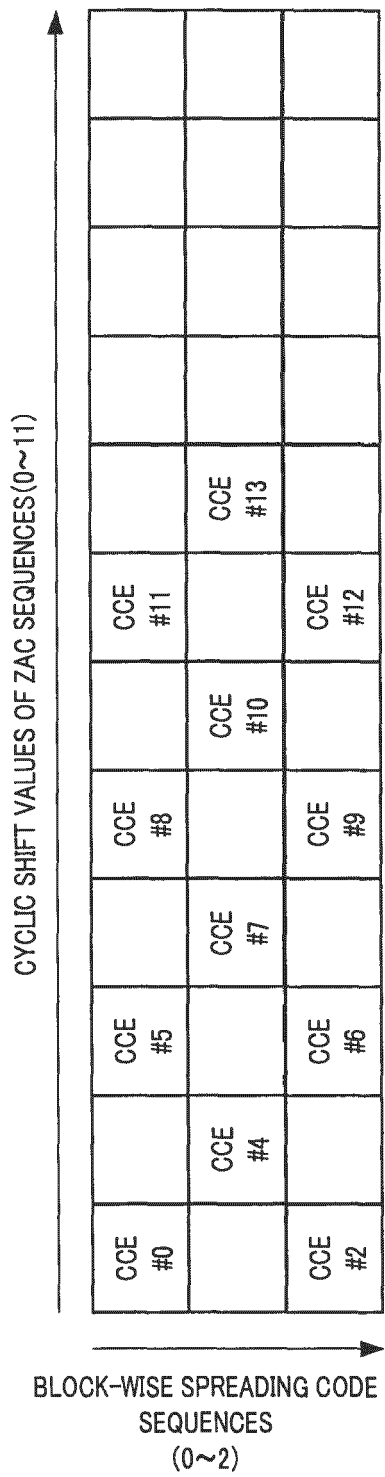 CYCLIC SHIFT VALUES OF ZAC SEQUENCES(0~11)
CCE
#0
CCE
#5
CCE
#8
CCE
#11
CCE
#4
CCE
#7
CCE
#10
CCE
#13
CCE
#2
CCE
#6
CCE
#9
CCE
#12
BLOCK-WISE SPREADING CODE
SEQUENCES
(0~2)